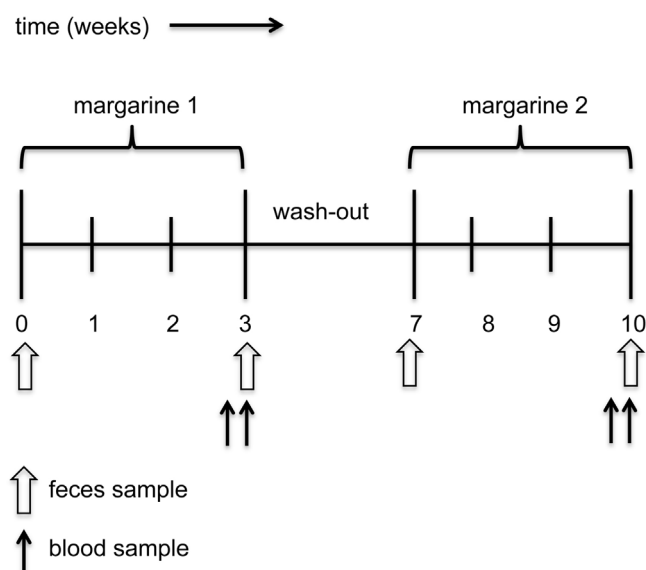 time (weeks)
margarine 1
margarine 2
wash-out
0 1 2 3 7 8 9 10
feces sample
blood sample